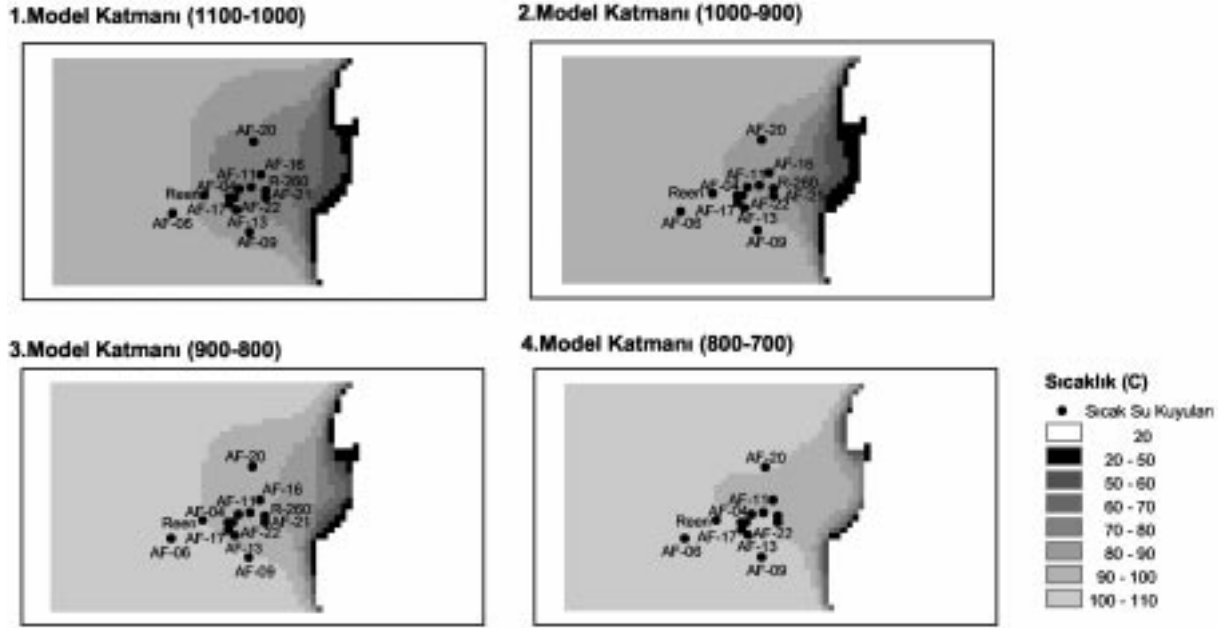 1.Model Katmanı (1100-1000)
AF-20
AF-16
AF-11
AF-04
R-260
Reen
AF-21
AF-17
AF-22
AF-06
AF-13
AF-09
2.Model Katmanı (1000-900)
AF-20
AF-16
AF-11
AF-04
R-260
Reen
AF-21
AF-17
AF-22
AF-06
AF-13
AF-09
3.Model Katmanı (900-800)
AF-20
AF-16
AF-11
AF-04
R-260
Reen
AF-21
AF-17
AF-22
AF-06
AF-13
AF-09
4.Model Katmanı (800-700)
AF-20
AF-11
AF-04
Reen
AF-17
AF-22
AF-06
AF-13
AF-09
Sıcaklık (C)
Sıcak Su Kuyuları
20
20 - 50
50 - 60
60 - 70
70 - 80
80 - 90
90 - 100
100 - 110